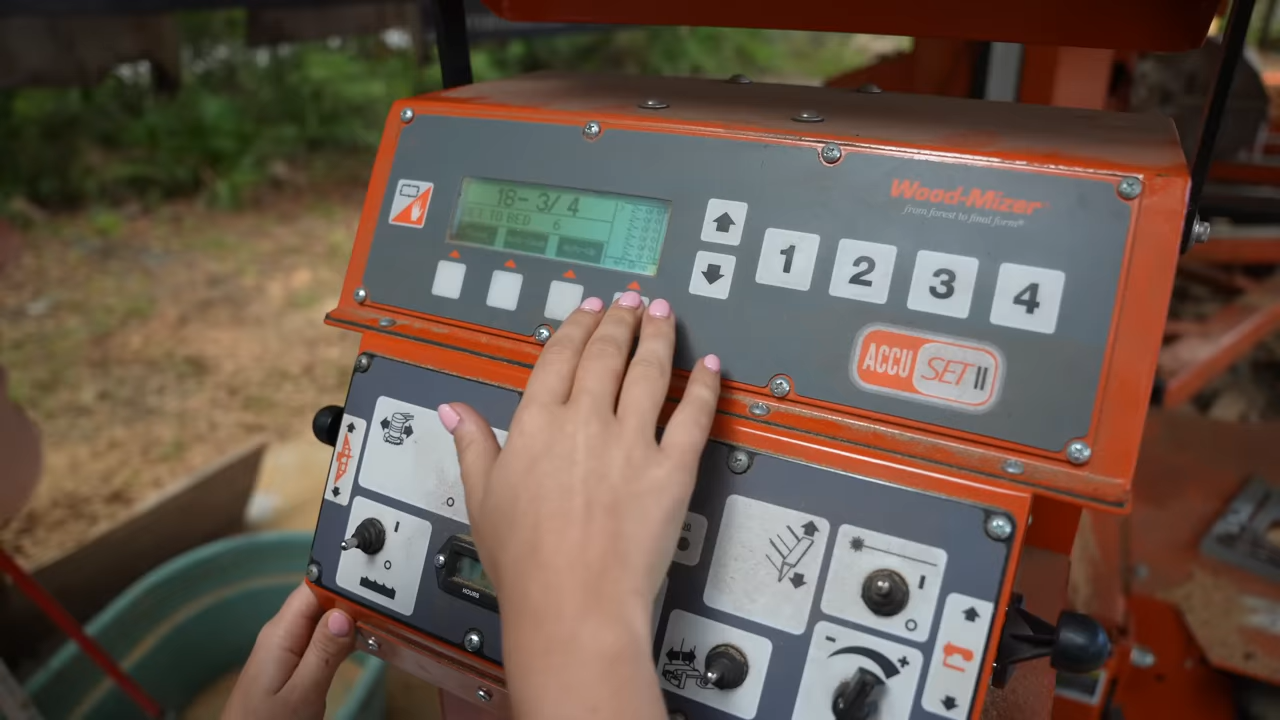 18- 3/4
TO BED 6
Wood-Mizer
from forest to final form®
1 2 3 4
ACCU SET II
HOURS
I
O
O
I
O
- +